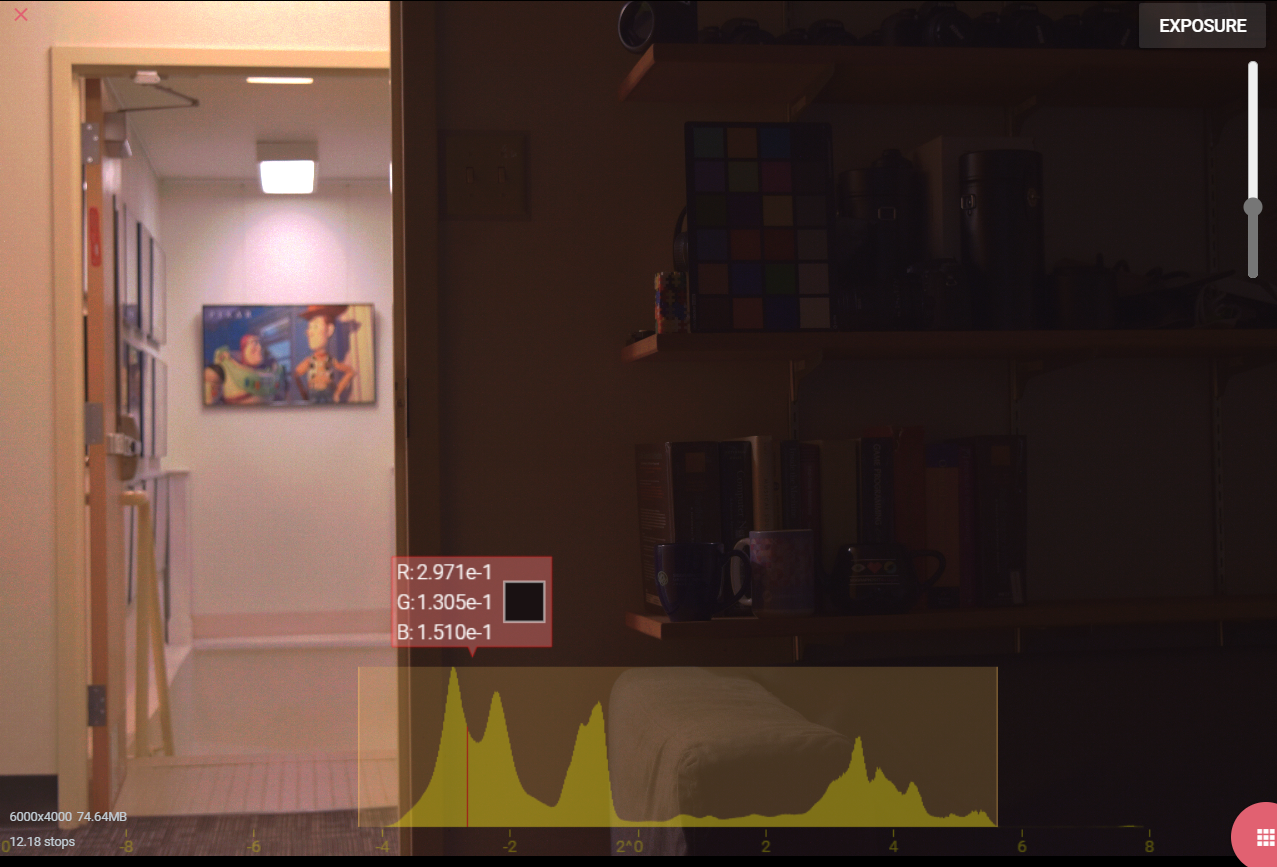 EXPOSURE
PIXAR
R:2.971e-1
G:1.305e-1
B:1.510e-1
6000x4000 74.64MB
12.18 stops
0 -8 -6 -4 -2 2^0 2 4 6 8